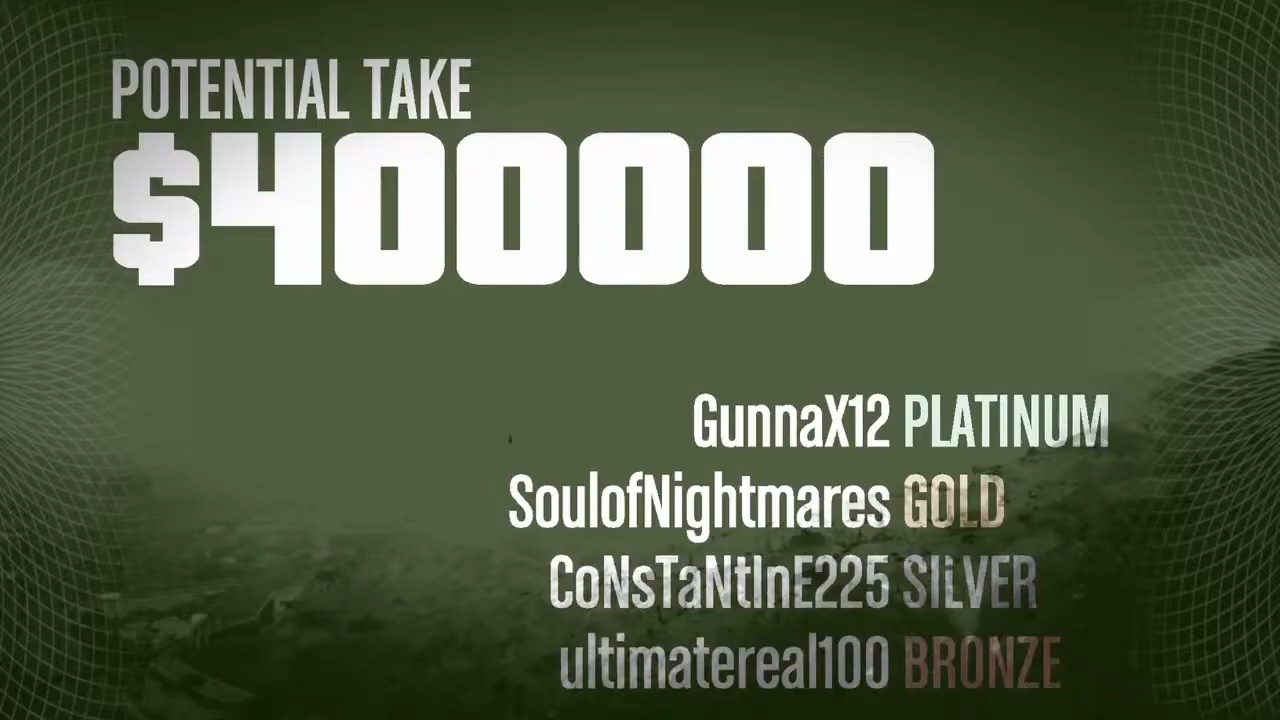 POTENTIAL TAKE
$400000
GunnaX12 PLATINUM
SoulofNightmares GOLD
CoNsTaNtInE225 SILVER
ultimatereal100 BRONZE